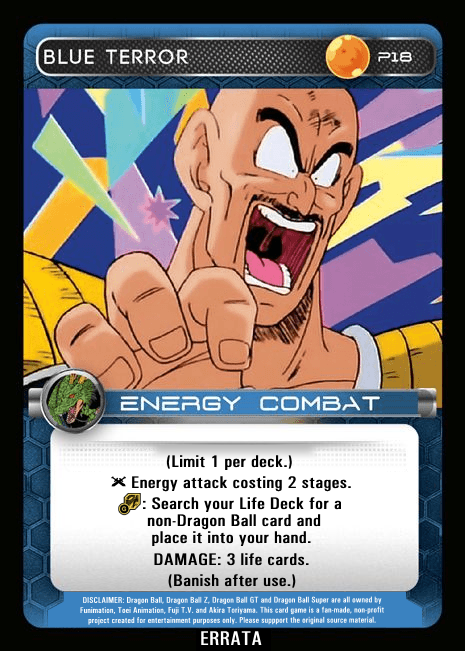 BLUE TERROR P18
ENERGY COMBAT
(Limit 1 per deck.)
Energy attack costing 2 stages.
: Search your Life Deck for a
non-Dragon Ball card and
place it into your hand.
DAMAGE: 3 life cards.
(Banish after use.)
DISCLAIMER: Dragon Ball, Dragon Ball Z, Dragon Ball GT and Dragon Ball Super are all owned by
Funimation, Toei Animation, Fuji T.V. and Akira Toriyama. This card game is a fan-made, non-profit
project created for entertainment purposes only. Please suppport the original source material.
ERRATA